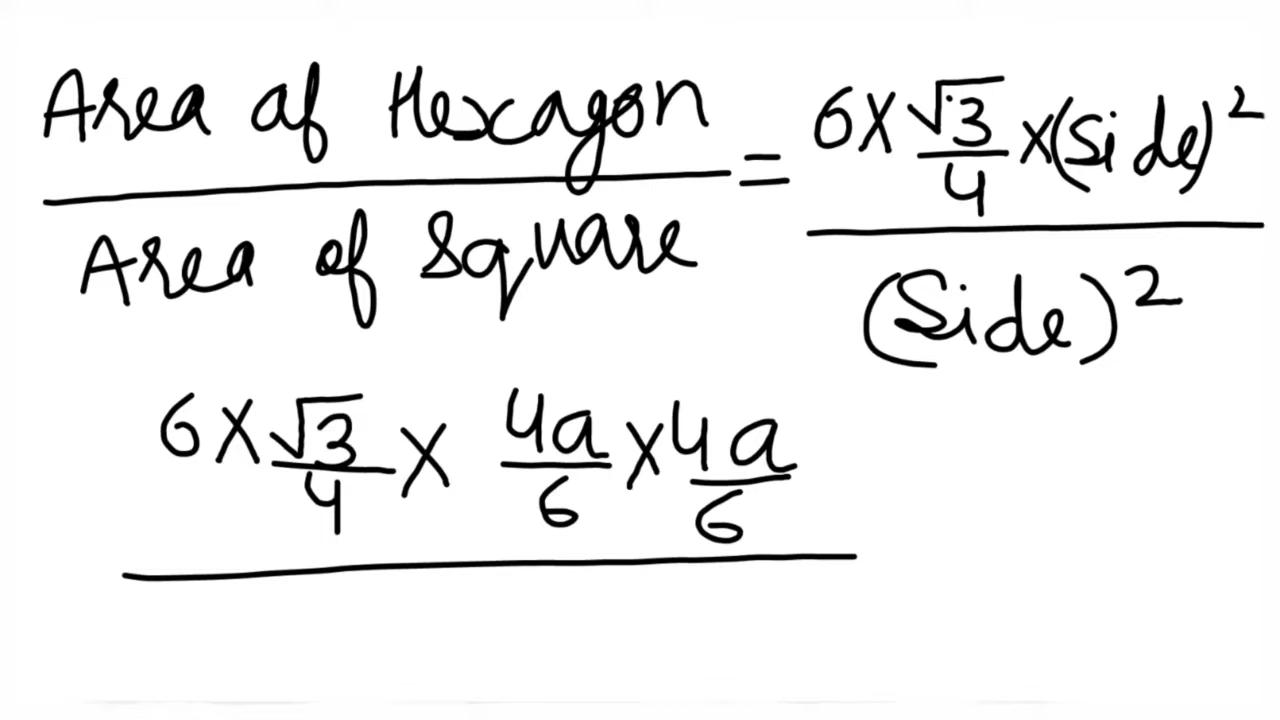 Area af Hexagon
Area of Square
=
6 X √3/4 x (Side)²
(Side)²
6 X √3/4 X 4a/6 X 4a/6